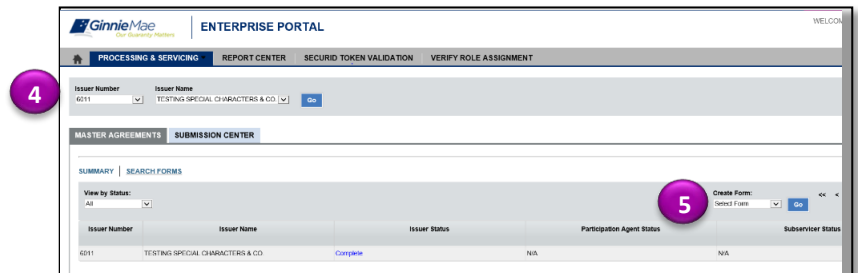 GinnieMae
Our Guaranty Matters
ENTERPRISE PORTAL
WELCOM
PROCESSING & SERVICING REPORT CENTER SECURID TOKEN VALIDATION VERIFY ROLE ASSIGNMENT
4
Issuer Number Issuer Name
6011 TESTING SPECIAL CHARACTERS & CO. Go
MASTER AGREEMENTS SUBMISSION CENTER
SUMMARY | SEARCH FORMS
View by Status: Create Form:
All 5 Select Form Go << <
Issuer Number Issuer Name Issuer Status Participation Agent Status Subservicer Status
6011 TESTING SPECIAL CHARACTERS & CO Complete N/A N/A